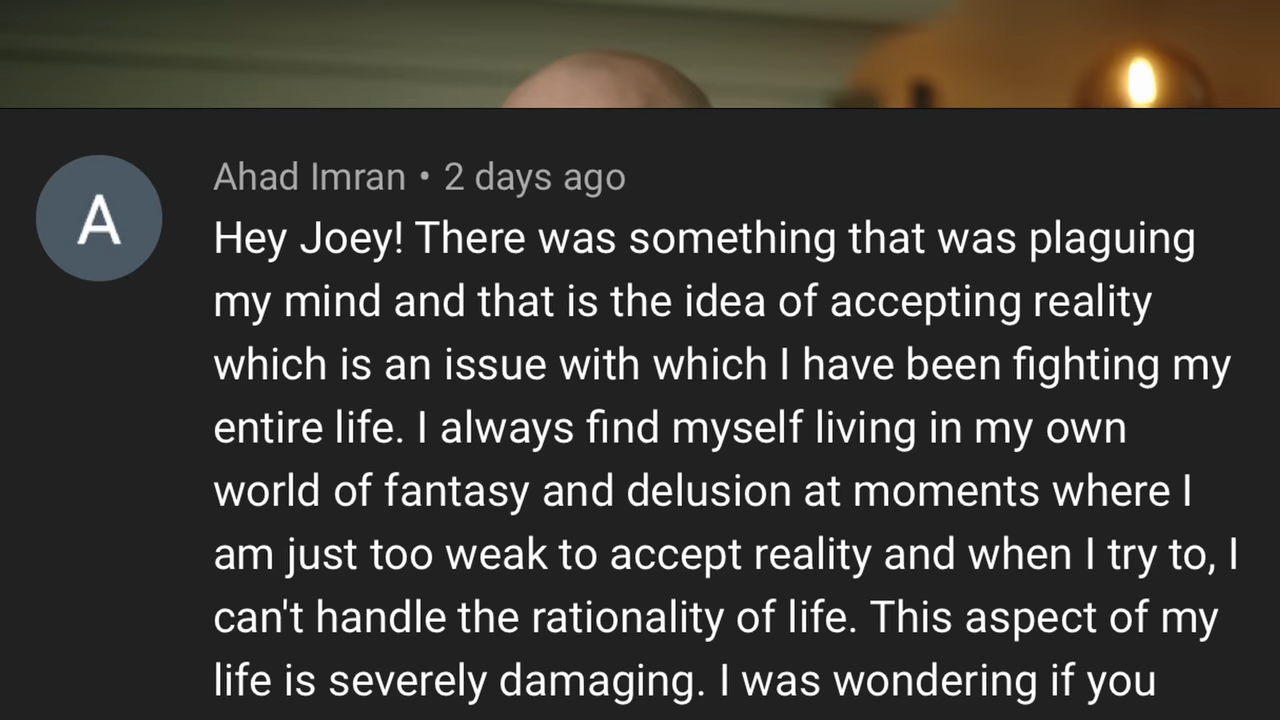 A
Ahad Imran • 2 days ago
Hey Joey! There was something that was plaguing
my mind and that is the idea of accepting reality
which is an issue with which I have been fighting my
entire life. I always find myself living in my own
world of fantasy and delusion at moments where I
am just too weak to accept reality and when I try to, I
can't handle the rationality of life. This aspect of my
life is severely damaging. I was wondering if you